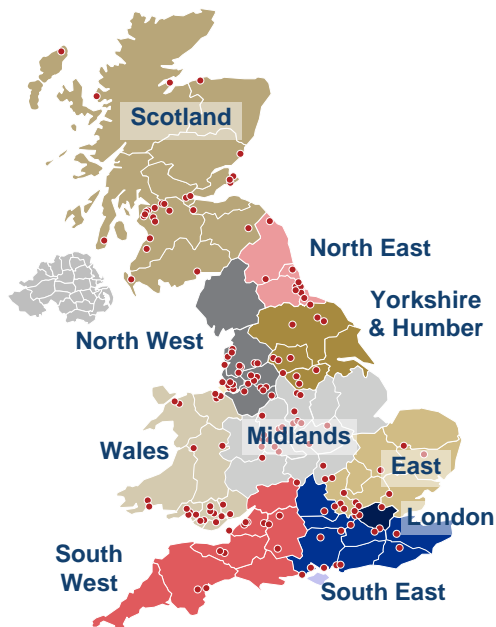 Scotland
North East
Yorkshire
& Humber
North West
Midlands
Wales
East
London
South
West
South East